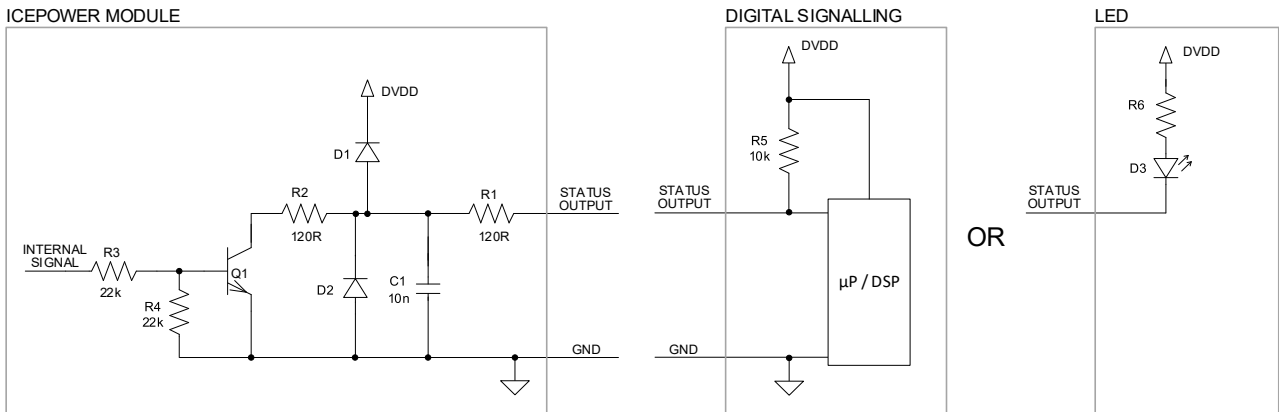 ICEPOWER MODULE
DVDD
D1
R2
120R
R1
120R
STATUS
OUTPUT
INTERNAL
SIGNAL
R3
22k
R4
22k
Q1
D2
C1
10n
GND
DIGITAL SIGNALLING
DVDD
R5
10k
STATUS
OUTPUT
µP / DSP
GND
OR
LED
DVDD
R6
D3
STATUS
OUTPUT